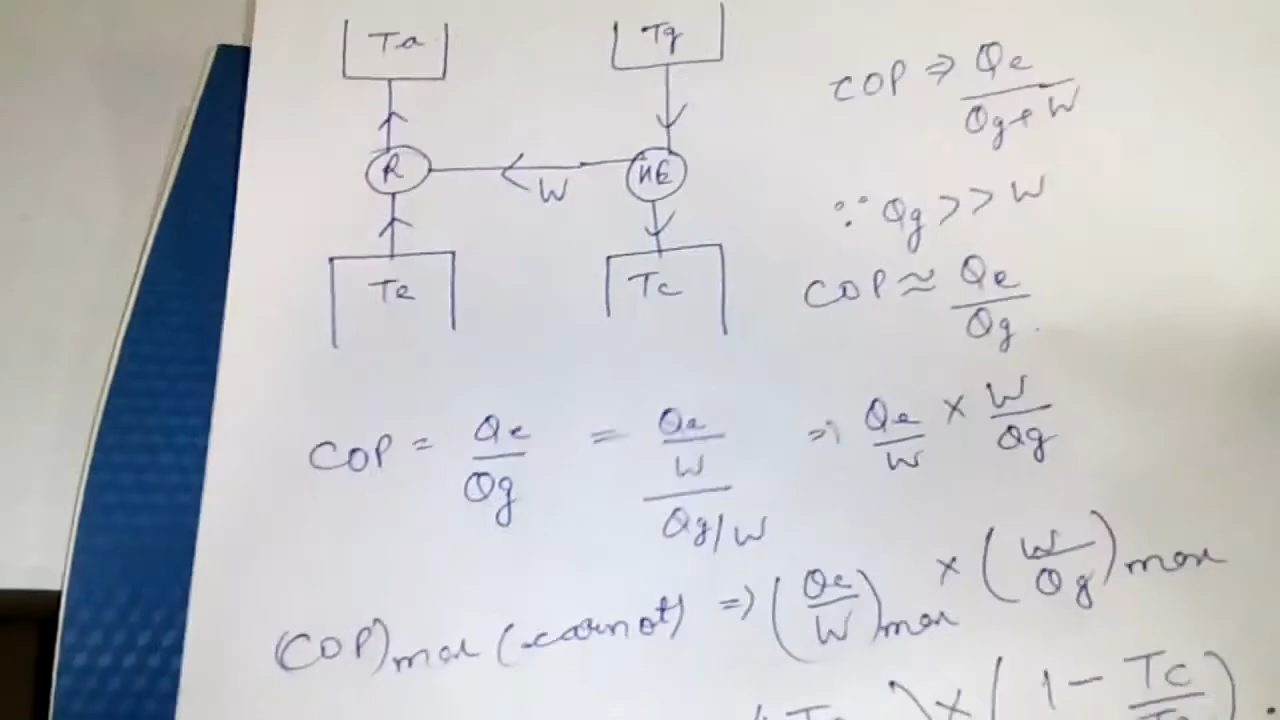 Ta
Tg
COP ⇒ Qe / (Qg + W)
R
W
HE
∵ Qg >> W
Te
Tc
COP ≈ Qe / Qg.
COP = Qe / Qg = (Qe / W) / (Qg/W) ⇒ Qe / W × W / Qg
(COP)max (carnot) ⇒ (Qe / W)max × (W / Qg)max
) × (1 - Tc